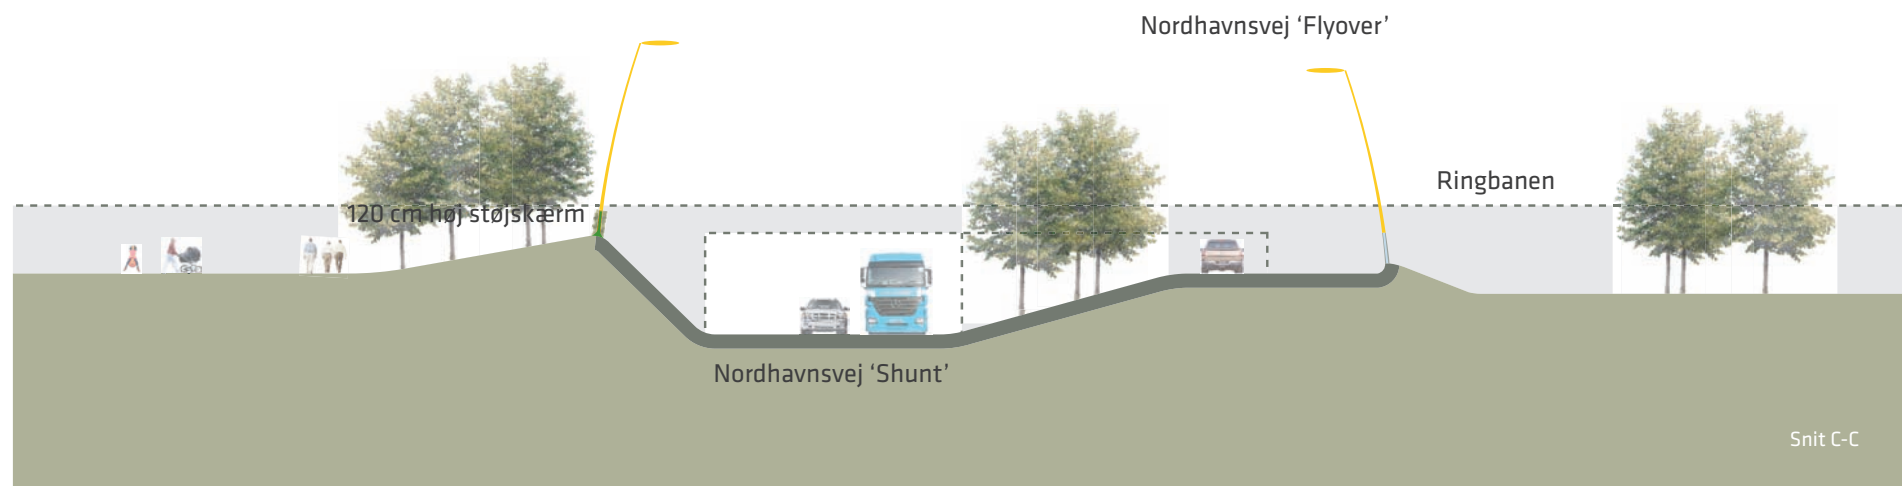 Nordhavnsvej ‘Flyover’
Ringbanen
120 cm høj støjskærm
Nordhavnsvej ‘Shunt’
Snit C-C